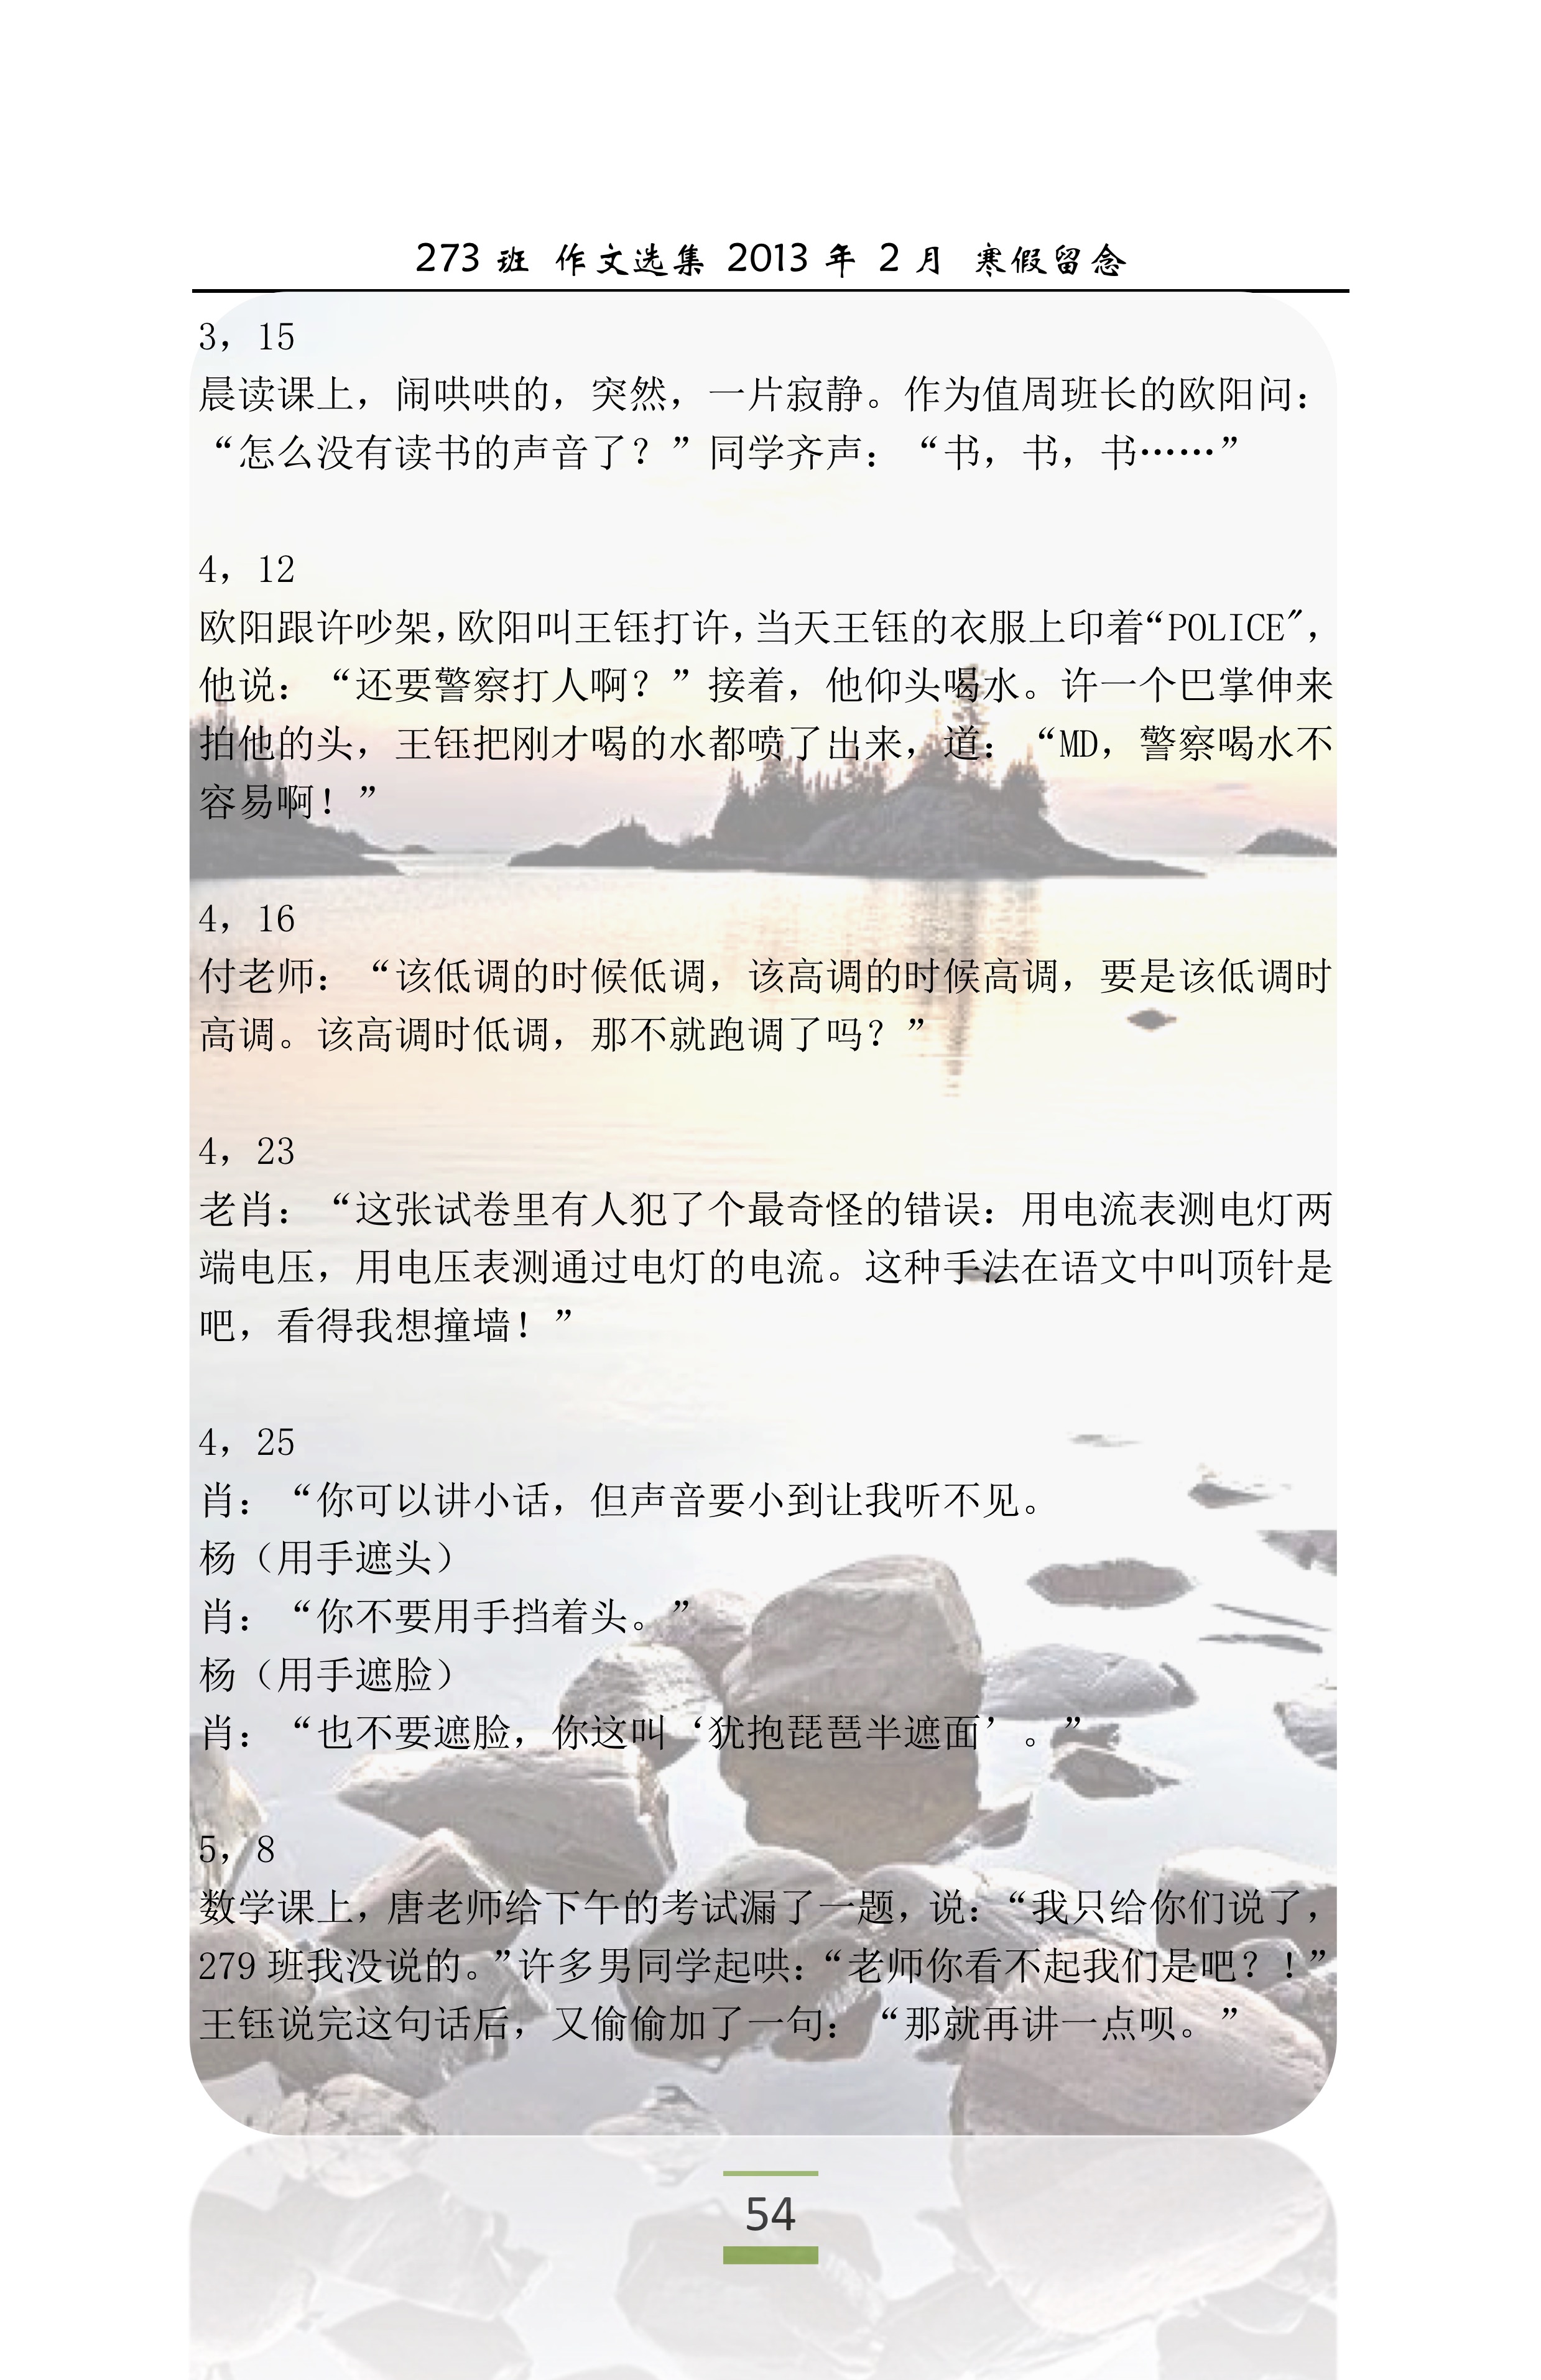 273 班 作文选集 2013 年 2 月 寒假留念
3，15
晨读课上，闹哄哄的，突然，一片寂静。作为值周班长的欧阳问：
“怎么没有读书的声音了？”同学齐声：“书，书，书……”
4，12
欧阳跟许吵架，欧阳叫王钰打许，当天王钰的衣服上印着“POLICE″，
他说：“还要警察打人啊？”接着，他仰头喝水。许一个巴掌伸来
拍他的头，王钰把刚才喝的水都喷了出来，道：“MD，警察喝水不
容易啊！”
4，16
付老师：“该低调的时候低调，该高调的时候高调，要是该低调时
高调。该高调时低调，那不就跑调了吗？”
4，23
老肖：“这张试卷里有人犯了个最奇怪的错误：用电流表测电灯两
端电压，用电压表测通过电灯的电流。这种手法在语文中叫顶针是
吧，看得我想撞墙！”
4，25
肖：“你可以讲小话，但声音要小到让我听不见。
杨（用手遮头）
肖：“你不要用手挡着头。”
杨（用手遮脸）
肖：“也不要遮脸，你这叫‘犹抱琵琶半遮面’。”
5，8
数学课上，唐老师给下午的考试漏了一题，说：“我只给你们说了，
279 班我没说的。”许多男同学起哄：“老师你看不起我们是吧？！”
王钰说完这句话后，又偷偷加了一句：“那就再讲一点呗。”
54